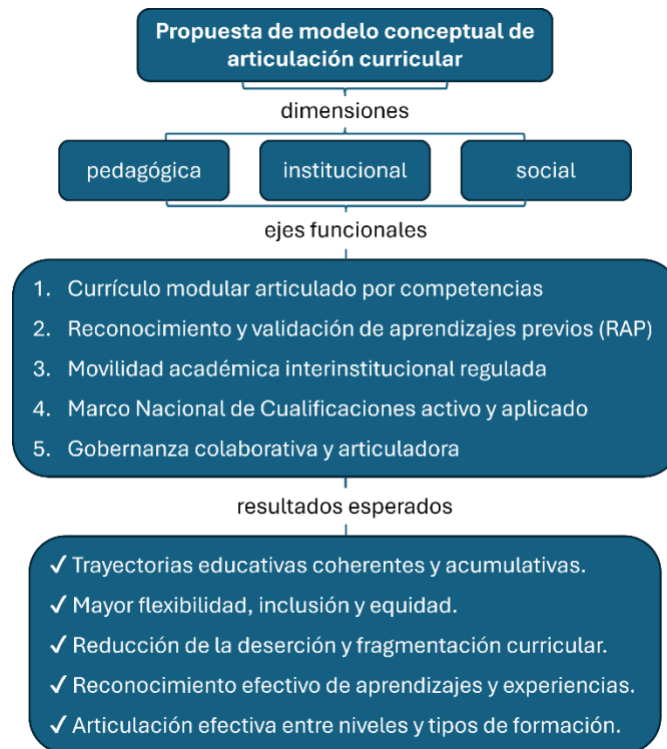 Propuesta de modelo conceptual de
articulación curricular
dimensiones
pedagógica
institucional
social
ejes funcionales
1. Currículo modular articulado por competencias
2. Reconocimiento y validación de aprendizajes previos (RAP)
3. Movilidad académica interinstitucional regulada
4. Marco Nacional de Cualificaciones activo y aplicado
5. Gobernanza colaborativa y articuladora
resultados esperados
✓ Trayectorias educativas coherentes y acumulativas.
✓ Mayor flexibilidad, inclusión y equidad.
✓ Reducción de la deserción y fragmentación curricular.
✓ Reconocimiento efectivo de aprendizajes y experiencias.
✓ Articulación efectiva entre niveles y tipos de formación.